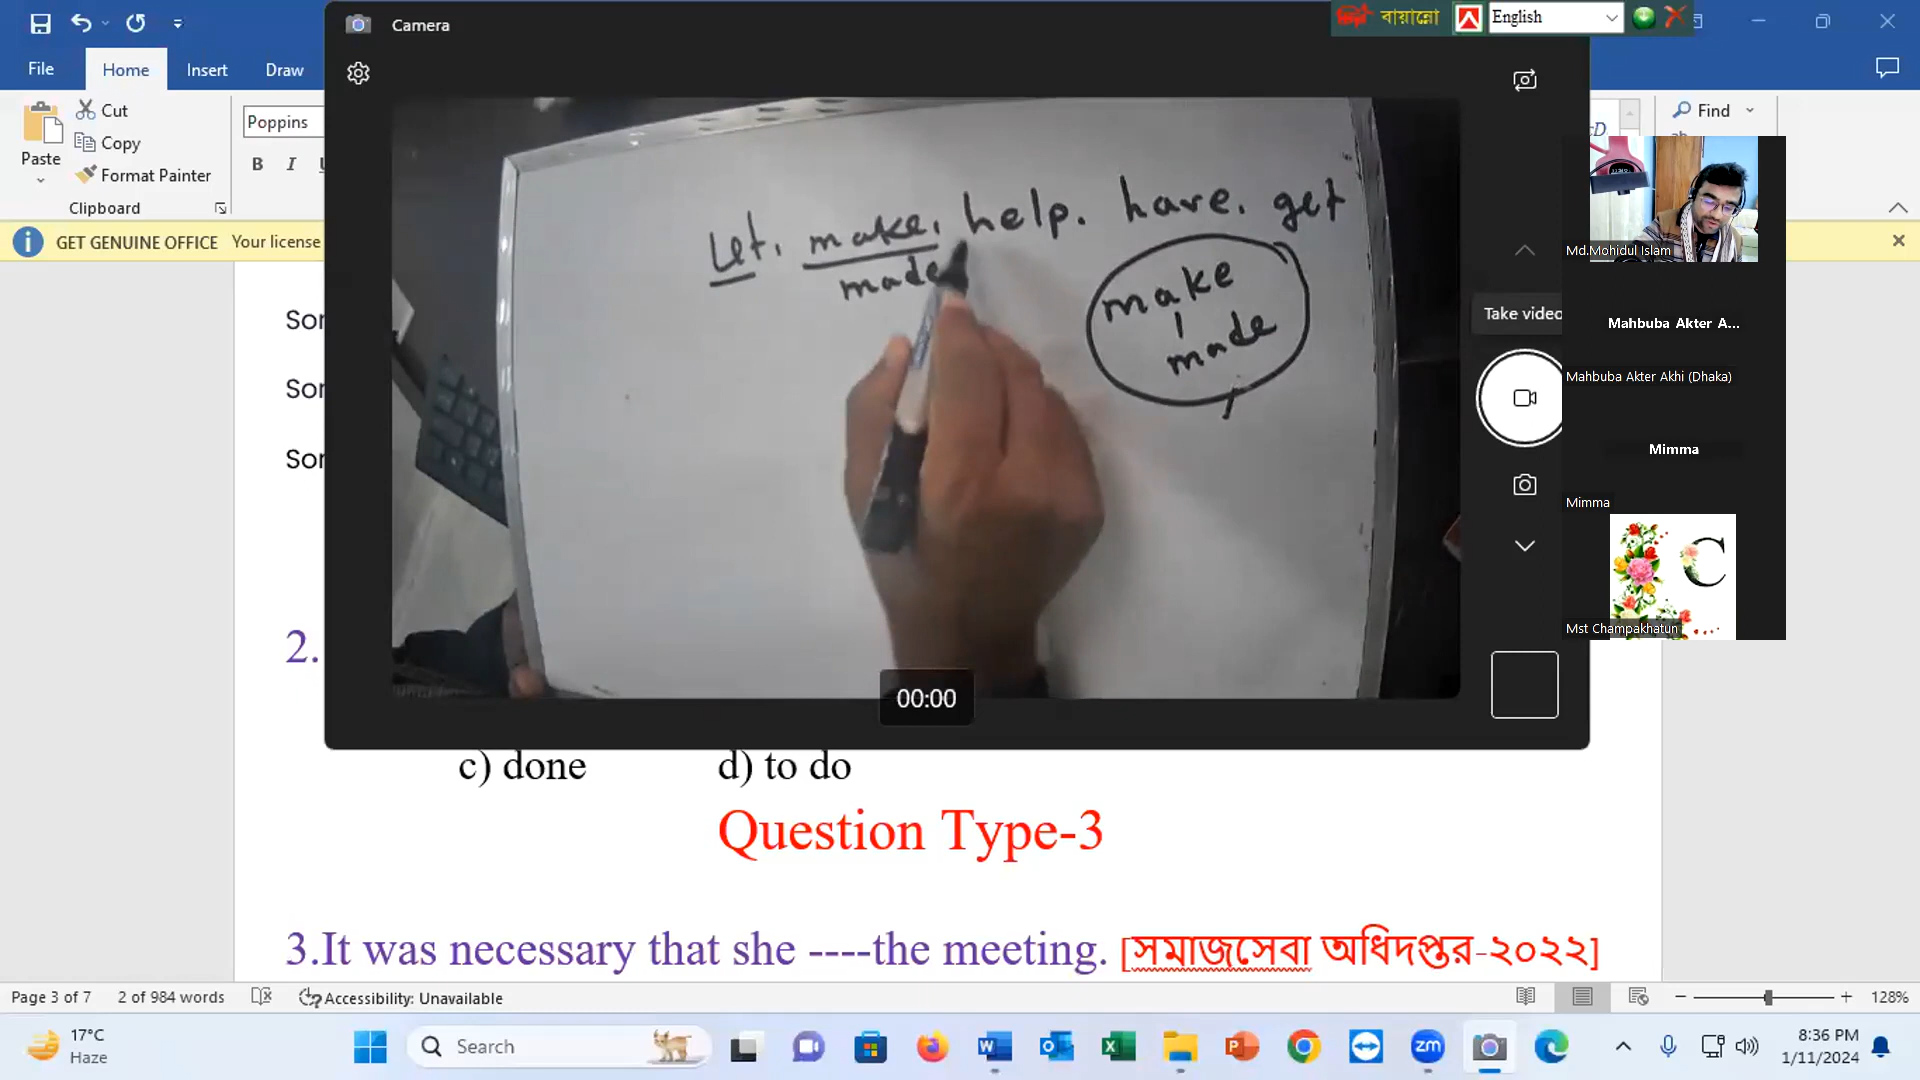 Camera
বায়ান্নো
English
File
Home
Insert
Draw
Cut
Copy
Paste
Format Painter
Clipboard
Poppins
B
I
Find
GET GENUINE OFFICE Your license
Let, make, help. have. get
made
make
made
Take video
00:00
Md.Mohidul Islam
Mahbuba Akter A...
Mahbuba Akter Akhi (Dhaka)
Mimma
Mimma
C
Mst Champakhatun
2.
c) done d) to do
Question Type-3
3.It was necessary that she ----the meeting. [সমাজসেবা অধিদপ্তর-২০২২]
Page 3 of 7 2 of 984 words Accessibility: Unavailable 128%
17°C
Haze
Search
zm
8:36 PM
1/11/2024